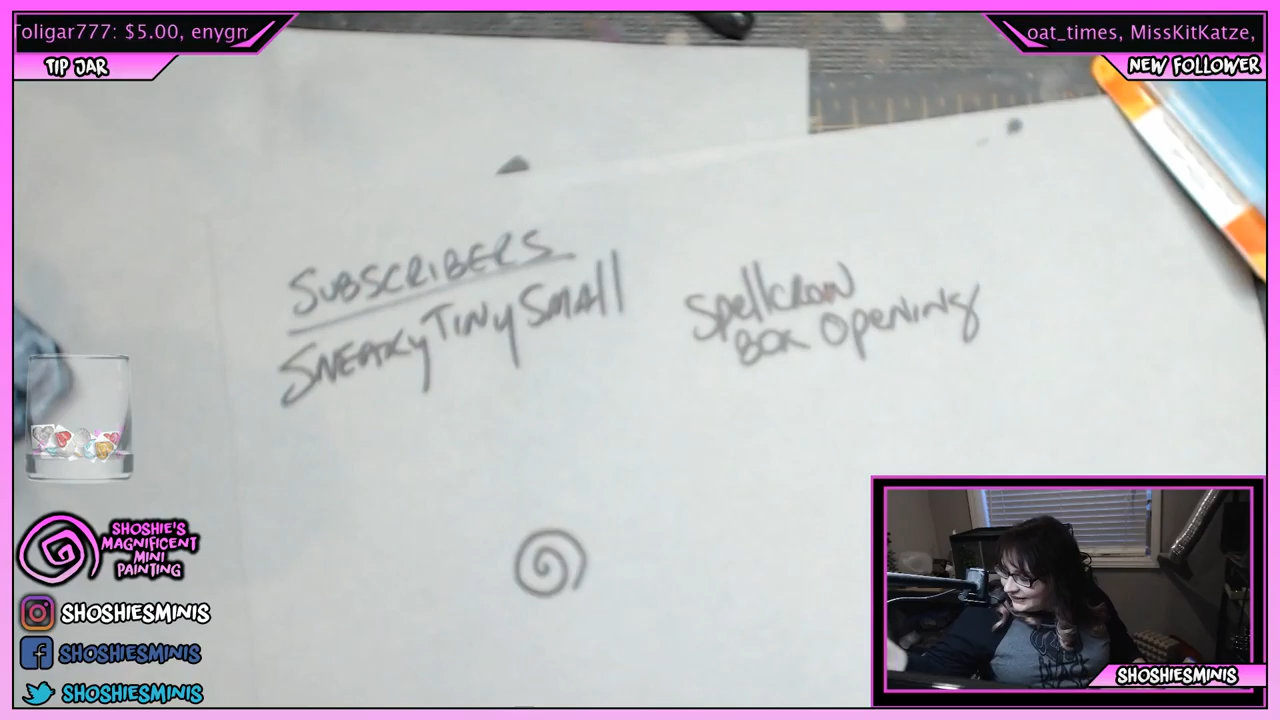 Toligar777: $5.00, enygm
oat_times, MissKitKatze,
TIP JAR
NEW FOLLOWER
SUBSCRIBERS
SNEAKyTINySMAll
Spellcrow
BOX OPENING
SHOSHIE'S
MAGNIFICENT
MINI
PAINTING
SHOSHIESMINIS
SHOSHIESMINIS
SHOSHIESMINIS
SHOSHIESMINIS